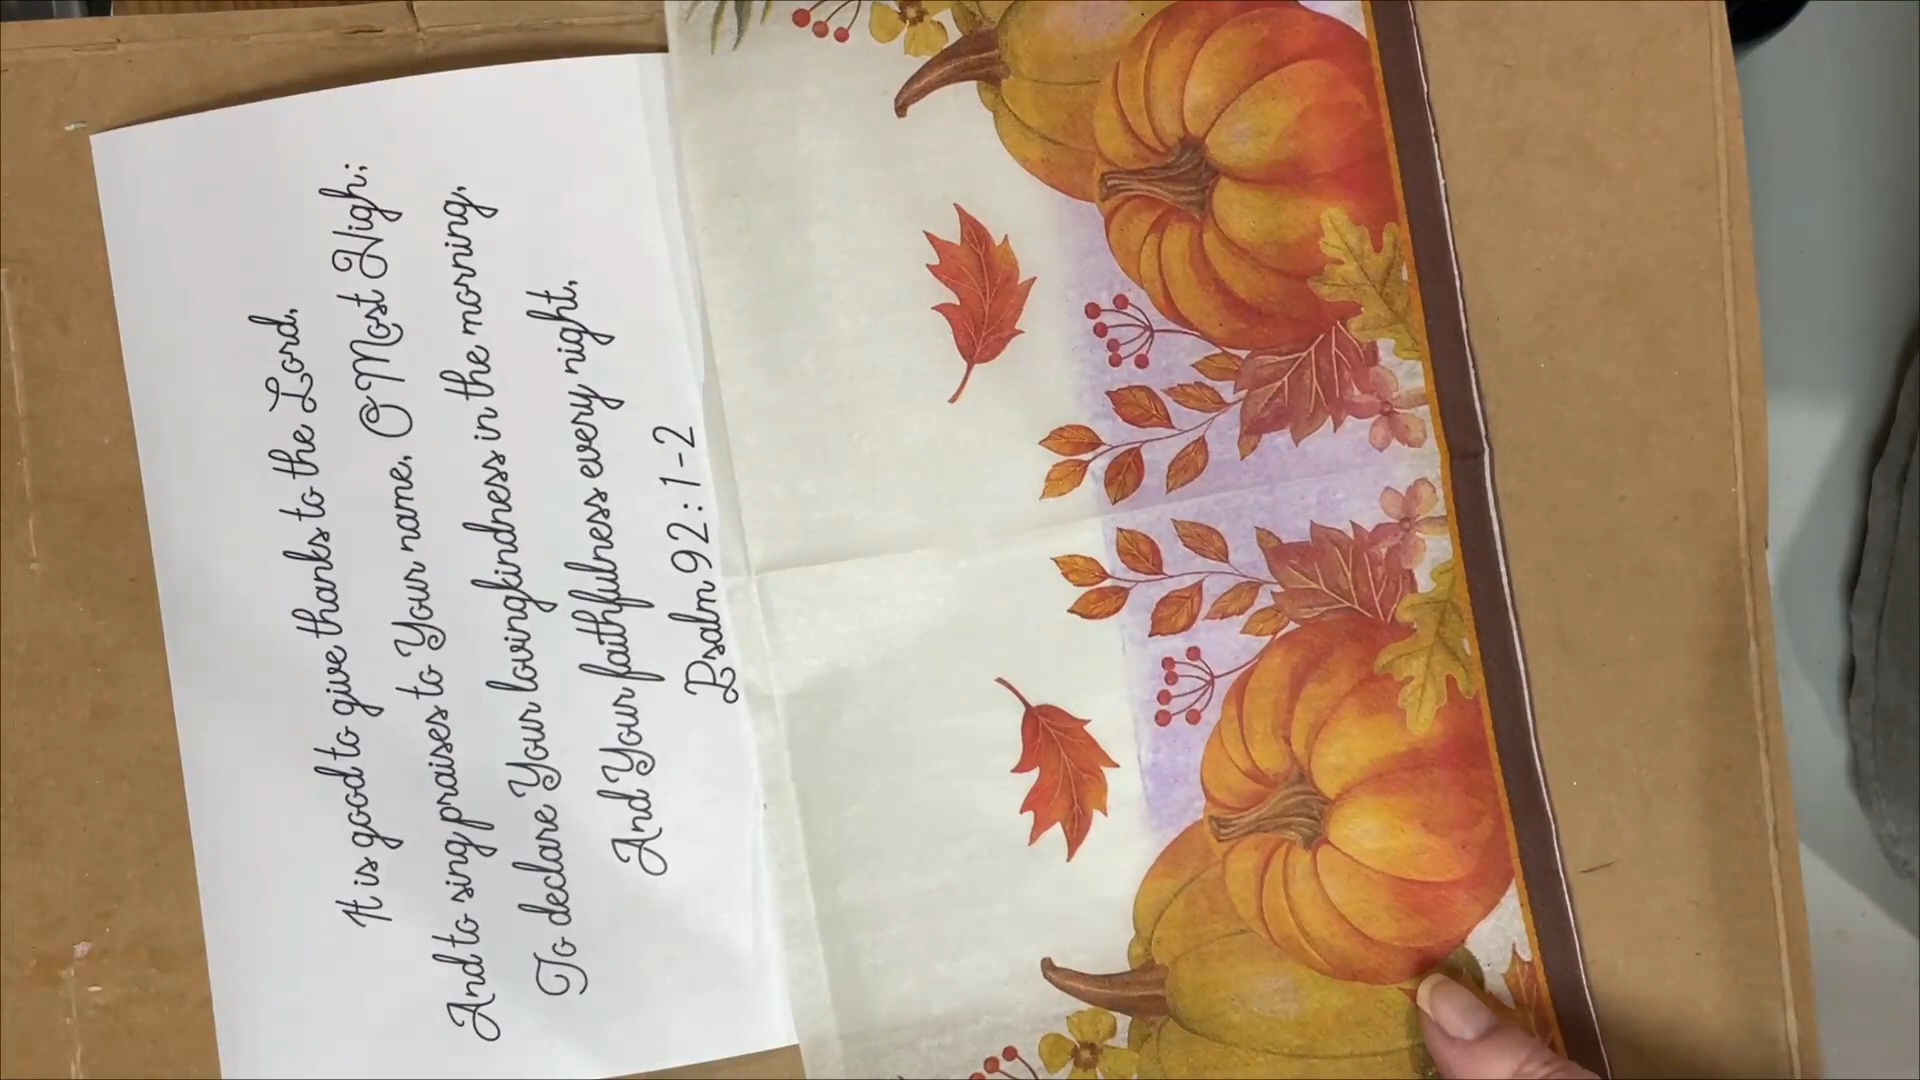 It is good to give thanks to the Lord,
And to sing praises to Your name, O Most High;
To declare Your lovingkindness in the morning,
And Your faithfulness every night,
Psalm 92:1-2